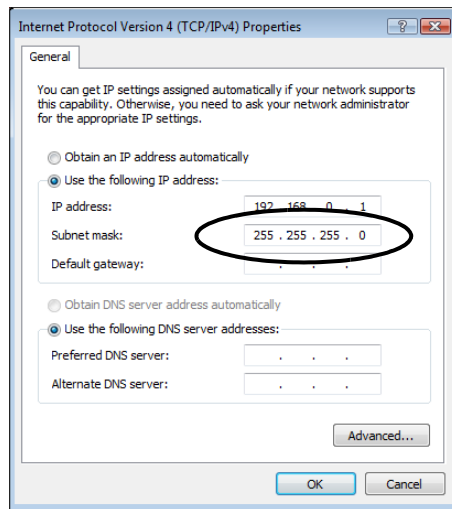 Internet Protocol Version 4 (TCP/IPv4) Properties
General
You can get IP settings assigned automatically if your network supports
this capability. Otherwise, you need to ask your network administrator
for the appropriate IP settings.
Obtain an IP address automatically
Use the following IP address:
IP address: 192 . 168 . 0 . 1
Subnet mask: 255 . 255 . 255 . 0
Default gateway: . . .
Obtain DNS server address automatically
Use the following DNS server addresses:
Preferred DNS server: . . .
Alternate DNS server: . . .
Advanced...
OK Cancel